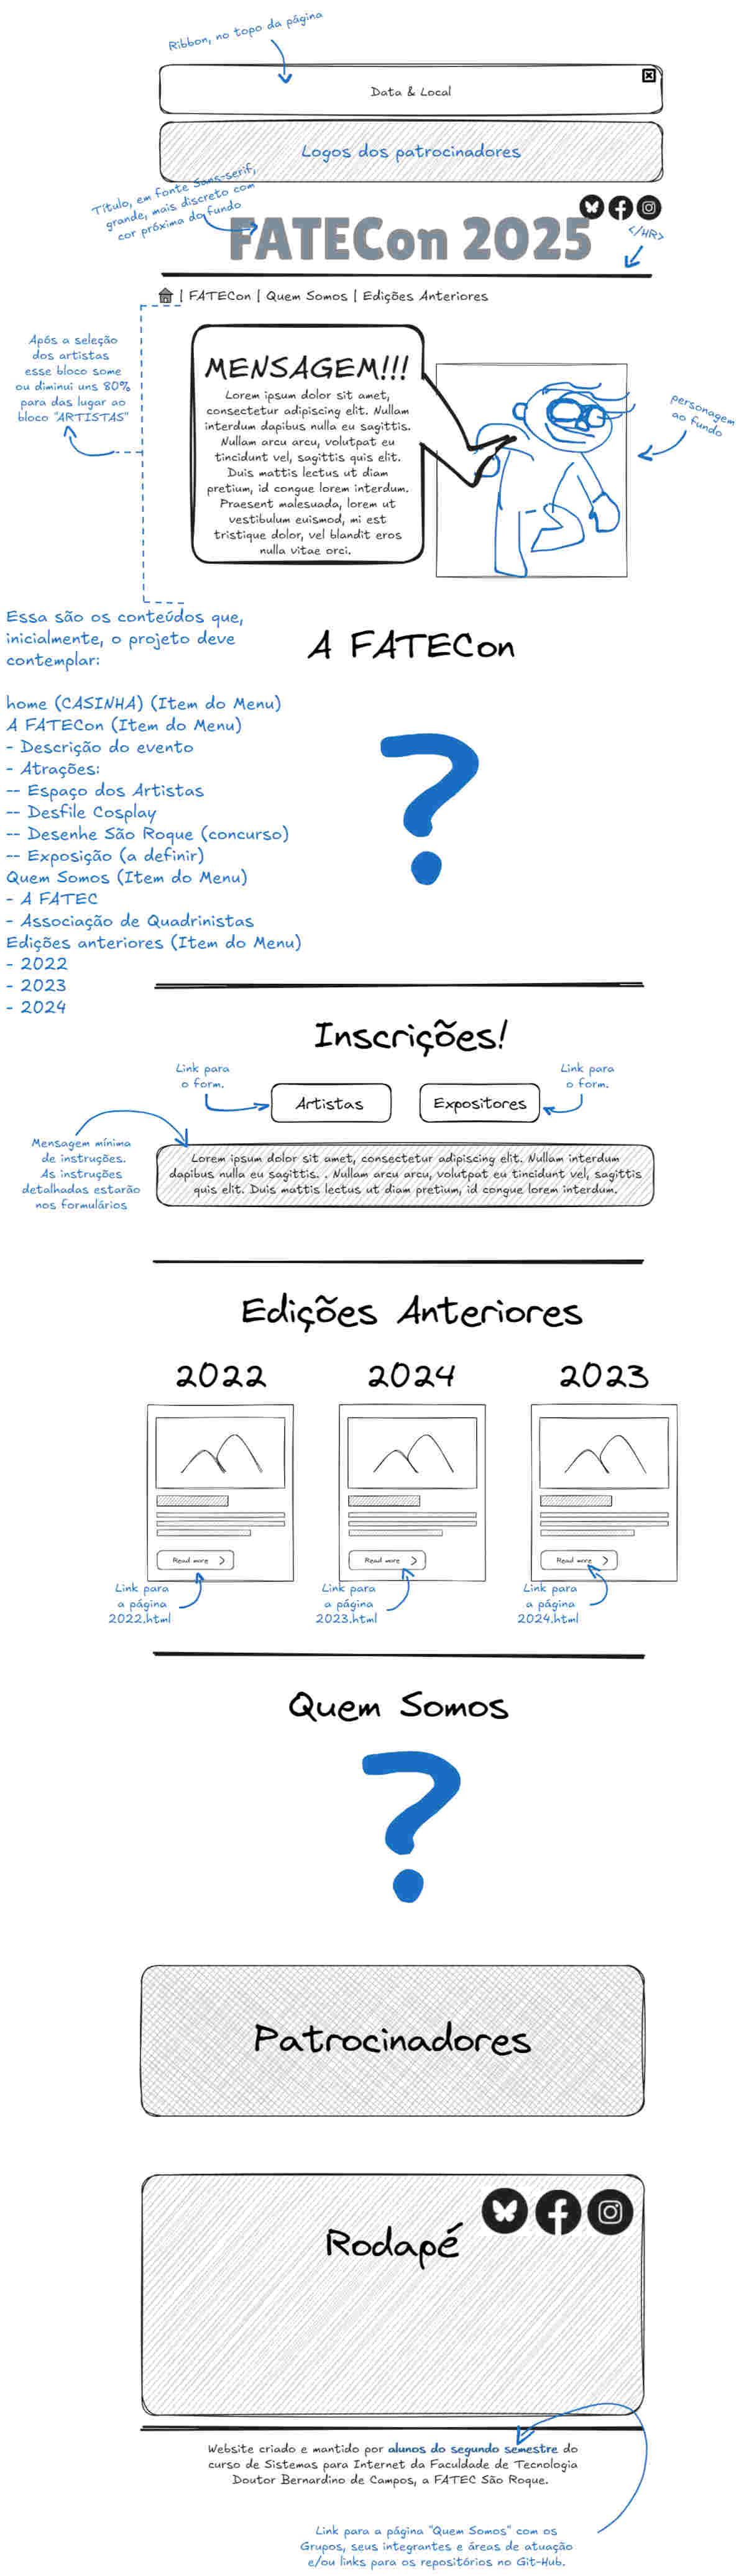 Ribbon, no topo da página
Data & Local
Logos dos patrocinadores
Título, em fonte Sans-serif,
grande, mais discreto com
cor próxima do fundo
FATECon 2025
</HR>
| FATECon | Quem Somos | Edições Anteriores
Após a seleção
dos artistas
esse bloco some
ou diminui uns 80%
para das lugar ao
bloco "ARTISTAS"
MENSAGEM!!!
Lorem ipsum dolor sit amet,
consectetur adipiscing elit. Nullam
interdum dapibus nulla eu sagittis.
Nullam arcu arcu, volutpat eu
tincidunt vel, sagittis quis elit.
Duis mattis lectus ut diam
pretium, id congue lorem interdum.
Praesent malesuada, lorem ut
vestibulum euismod, mi est
tristique dolor, vel blandit eros
nulla vitae orci.
personagem
ao fundo
Essa são os conteúdos que,
inicialmente, o projeto deve
contemplar:
home (CASINHA) (Item do Menu)
A FATECon (Item do Menu)
- Descrição do evento
- Atrações:
-- Espaço dos Artistas
-- Desfile Cosplay
-- Desenhe São Roque (concurso)
-- Exposição (a definir)
Quem Somos (Item do Menu)
- A FATEC
- Associação de Quadrinistas
Edições anteriores (Item do Menu)
- 2022
- 2023
- 2024
A FATECon
?
Inscrições!
Link para
o form.
Artistas
Expositores
Link para
o form.
Mensagem mínima
de instruções.
As instruções
detalhadas estarão
nos formulários
Lorem ipsum dolor sit amet, consectetur adipiscing elit. Nullam interdum
dapibus nulla eu sagittis. . Nullam arcu arcu, volutpat eu tincidunt vel, sagittis
quis elit. Duis mattis lectus ut diam pretium, id congue lorem interdum.
Edições Anteriores
2022
2024
2023
Read more
Read more
Read more
Link para
a página
2022.html
Link para
a página
2023.html
Link para
a página
2024.html
Quem Somos
?
Patrocinadores
Rodapé
Website criado e mantido por alunos do segundo semestre do
curso de Sistemas para Internet da Faculdade de Tecnologia
Doutor Bernardino de Campos, a FATEC São Roque.
Link para a página "Quem Somos" com os
Grupos, seus integrantes e áreas de atuação
e/ou links para os repositórios no Git-Hub.